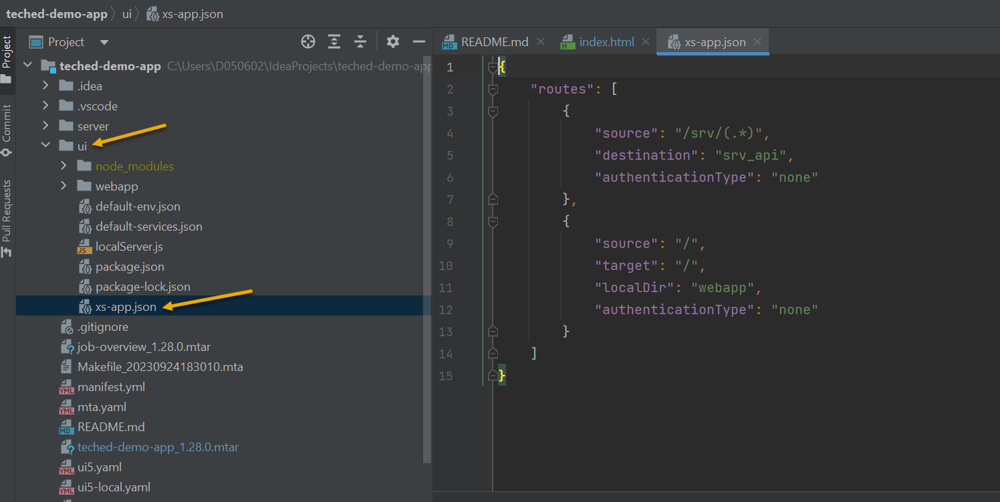 teched-demo-app ui xs-app.json
Project
Commit
Pull Requests
Project
teched-demo-app C:\Users\D050602\IdeaProjects\teched-demo-app
.idea
.vscode
server
ui
node_modules
webapp
default-env.json
default-services.json
localServer.js
package.json
package-lock.json
xs-app.json
.gitignore
job-overview_1.28.0.mtar
Makefile_20230924183010.mta
manifest.yml
mta.yaml
README.md
teched-demo-app_1.28.0.mtar
ui5.yaml
ui5-local.yaml
README.md index.html xs-app.json
1 {
2 "routes": [
3 {
4 "source": "/srv/(.*)",
5 "destination": "srv_api",
6 "authenticationType": "none"
7 },
8 {
9 "source": "/",
10 "target": "/",
11 "localDir": "webapp",
12 "authenticationType": "none"
13 }
14 ]
15 }